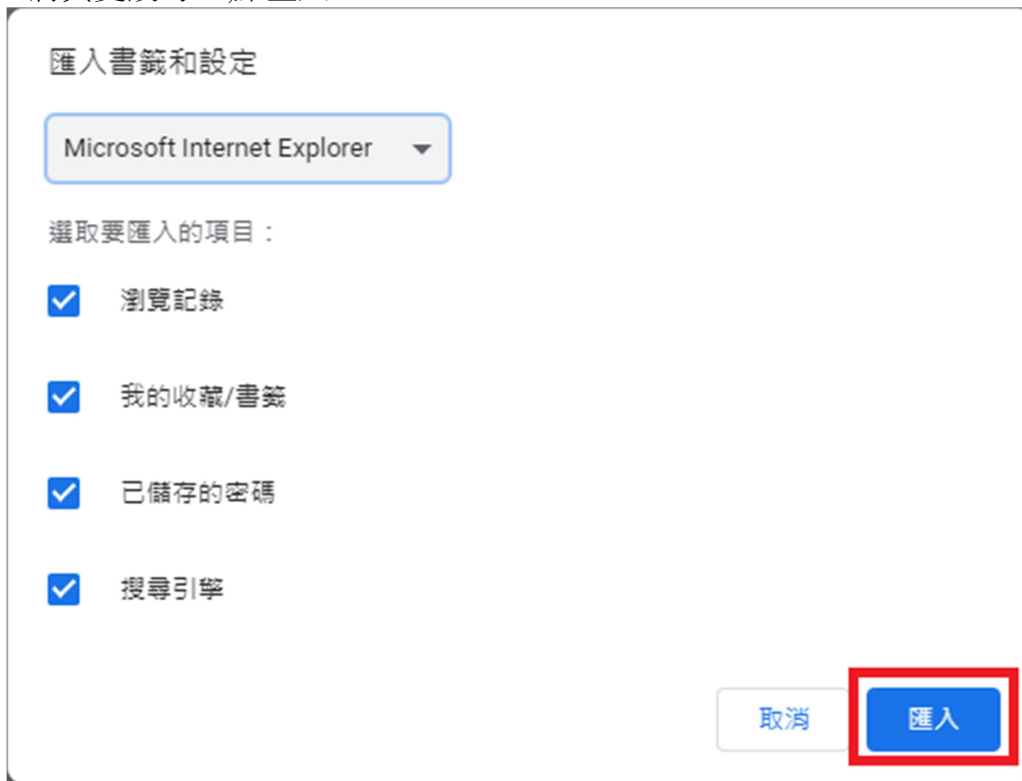 匯入書籤和設定
Microsoft Internet Explorer
選取要匯入的項目：
瀏覽記錄
我的收藏/書籤
已儲存的密碼
搜尋引擎
取消
匯入